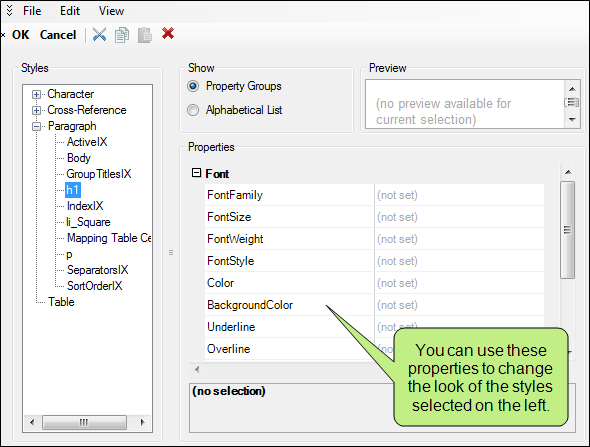 File Edit View
OK Cancel
Styles
Character
Cross-Reference
Paragraph
ActiveIX
Body
GroupTitlesIX
h1
IndexIX
li_Square
Mapping Table Ce
p
SeparatorsIX
SortOrderIX
Table
Show
Property Groups
Alphabetical List
Preview
(no preview available for
current selection)
Properties
Font
FontFamily (not set)
FontSize (not set)
FontWeight (not set)
FontStyle (not set)
Color (not set)
BackgroundColor (not set)
Underline (not set)
Overline
(no selection)
You can use these
properties to change
the look of the styles
selected on the left.